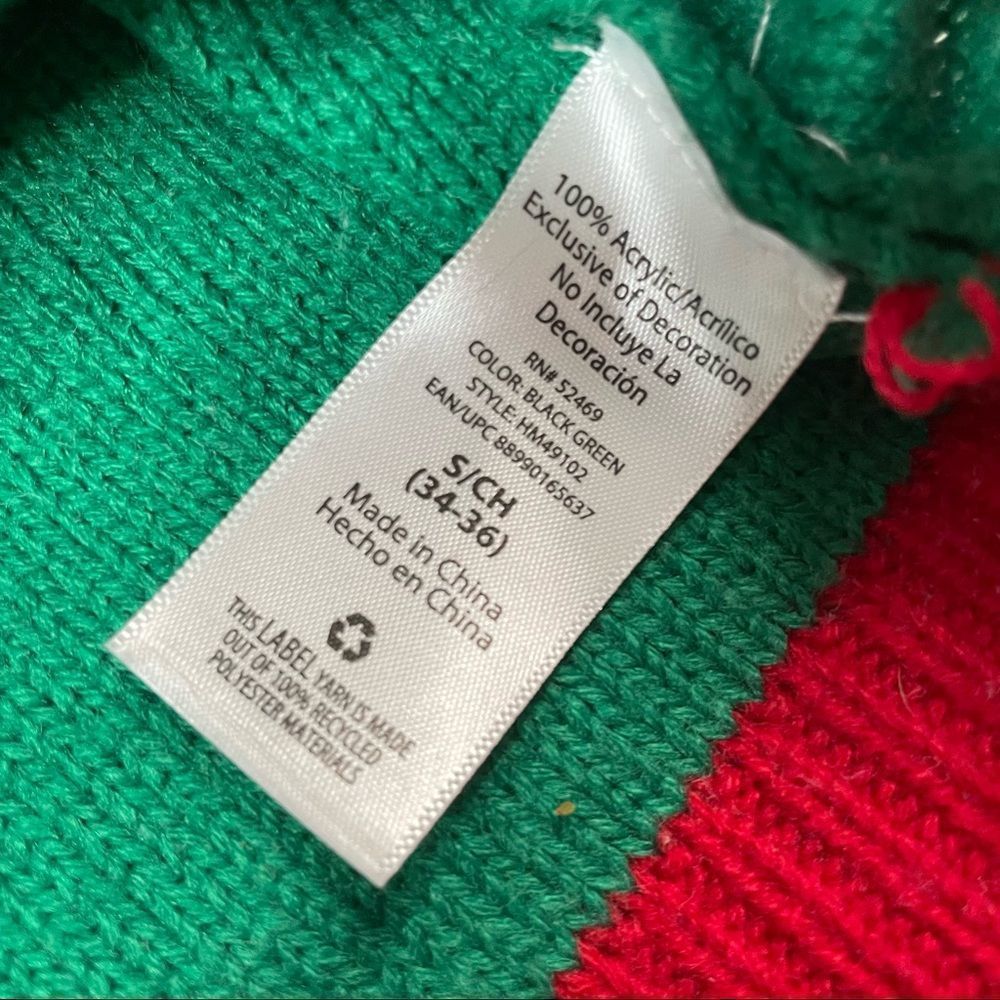 100% Acrylic/Acrílico
Exclusive of Decoration
No Incluye La
Decoración
RN# 52469
COLOR: BLACK GREEN
STYLE: HM49102
EAN/UPC 88990165637
S/CH
(34-36)
Made in China
Hecho en China
THIS LABEL YARN IS MADE
OUT OF 100% RECYCLED
POLYESTER MATERIALS